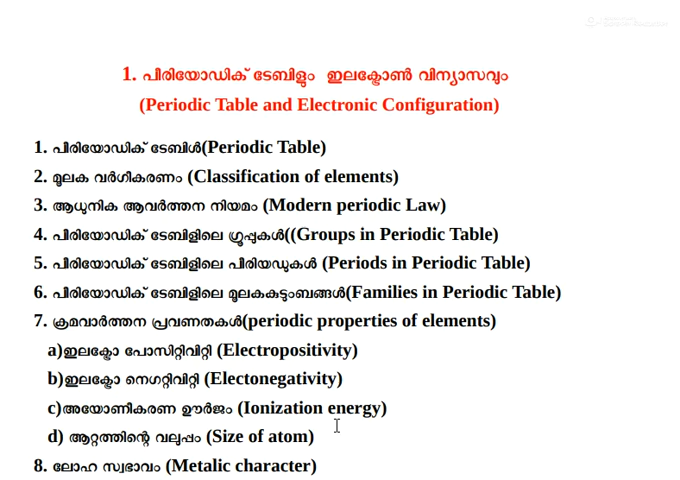 1. പീരിയോഡിക് ടേബിളും ഇലക്ട്രോൺ വിന്യാസവും
(Periodic Table and Electronic Configuration)
1. പീരിയോഡിക് ടേബിൾ(Periodic Table)
2. മൂലക വർഗീകരണം (Classification of elements)
3. ആധുനിക ആവർത്തന നിയമം (Modern periodic Law)
4. പീരിയോഡിക് ടേബിളിലെ ഗ്രൂപ്പുകൾ((Groups in Periodic Table)
5. പീരിയോഡിക് ടേബിളിലെ പീരിയഡുകൾ (Periods in Periodic Table)
6. പീരിയോഡിക് ടേബിളിലെ മൂലകകുടുംബങ്ങൾ(Families in Periodic Table)
7. ക്രമവാർത്തന പ്രവണതകൾ(periodic properties of elements)
a)ഇലക്ട്രോ പോസിറ്റിവിറ്റി (Electropositivity)
b)ഇലക്ട്രോ നെഗറ്റിവിറ്റി (Electonegativity)
c)അയോണീകരണ ഊർജം (Ionization energy)
d) ആറ്റത്തിന്റെ വലുപ്പം (Size of atom)
8. ലോഹ സ്വഭാവം (Metalic character)